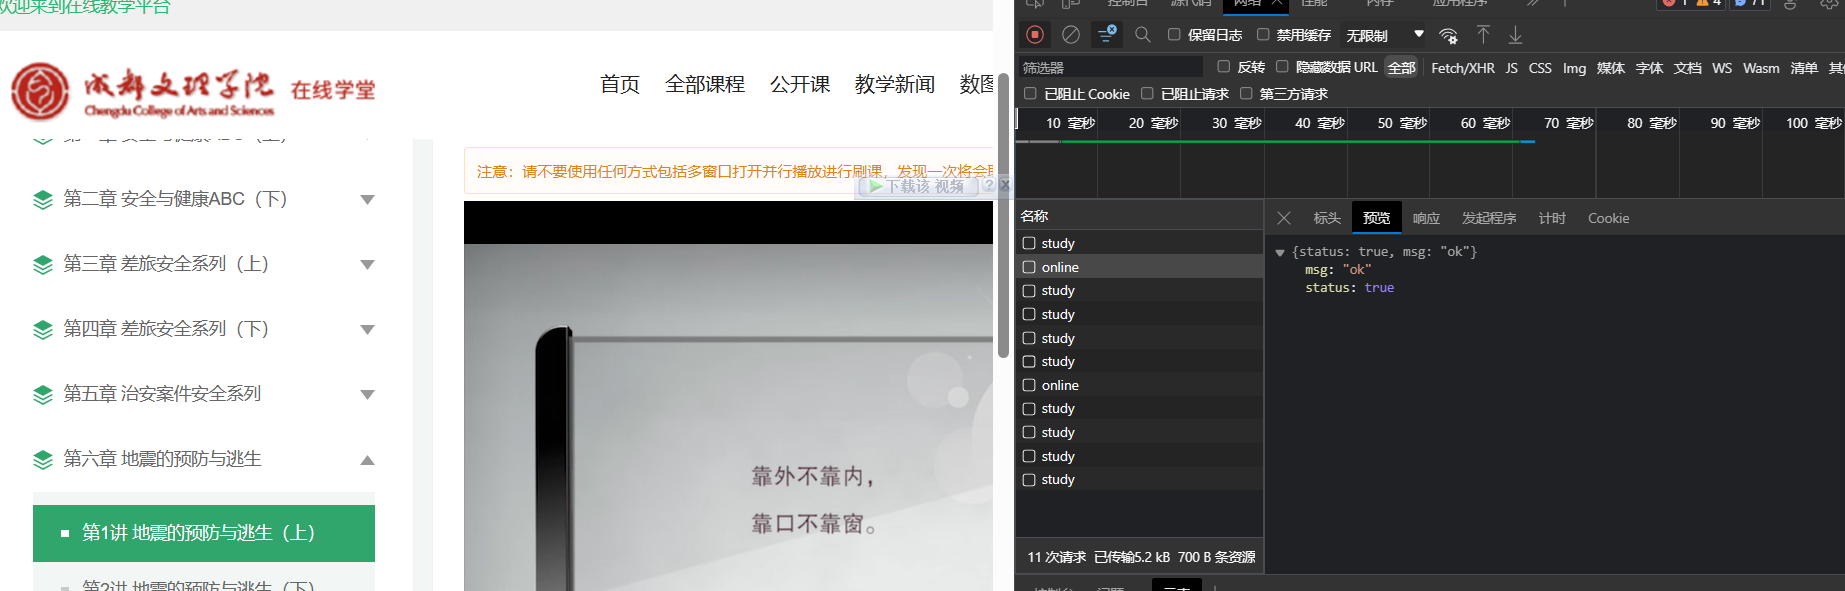 欢迎来到在线教学平台
成都文理学院 在线学堂
Chengdu College of Arts and Sciences
首页 全部课程 公开课 教学新闻 数图
第二章 安全与健康ABC（下）
第三章 差旅安全系列（上）
第四章 差旅安全系列（下）
第五章 治安案件安全系列
第六章 地震的预防与逃生
第1讲 地震的预防与逃生（上）
第2讲 地震的预防与逃生（下）
注意：请不要使用任何方式包括多窗口打开并行播放进行刷课，发现一次将会
下载该 视频 ? X
靠外不靠内，
靠口不靠窗。
控制台 源代码 网络 性能 内存 应用程序 1 4 71
保留日志 禁用缓存 无限制
筛选器 反转 隐藏数据 URL 全部 Fetch/XHR JS CSS Img 媒体 字体 文档 WS Wasm 清单 其
已阻止 Cookie 已阻止请求 第三方请求
10 毫秒 20 毫秒 30 毫秒 40 毫秒 50 毫秒 60 毫秒 70 毫秒 80 毫秒 90 毫秒 100 毫秒
名称
study
online
study
study
study
study
online
study
study
study
study
11 次请求 已传输5.2 kB 700 B 条资源
标头 预览 响应 发起程序 计时 Cookie
{status: true, msg: "ok"}
msg: "ok"
status: true